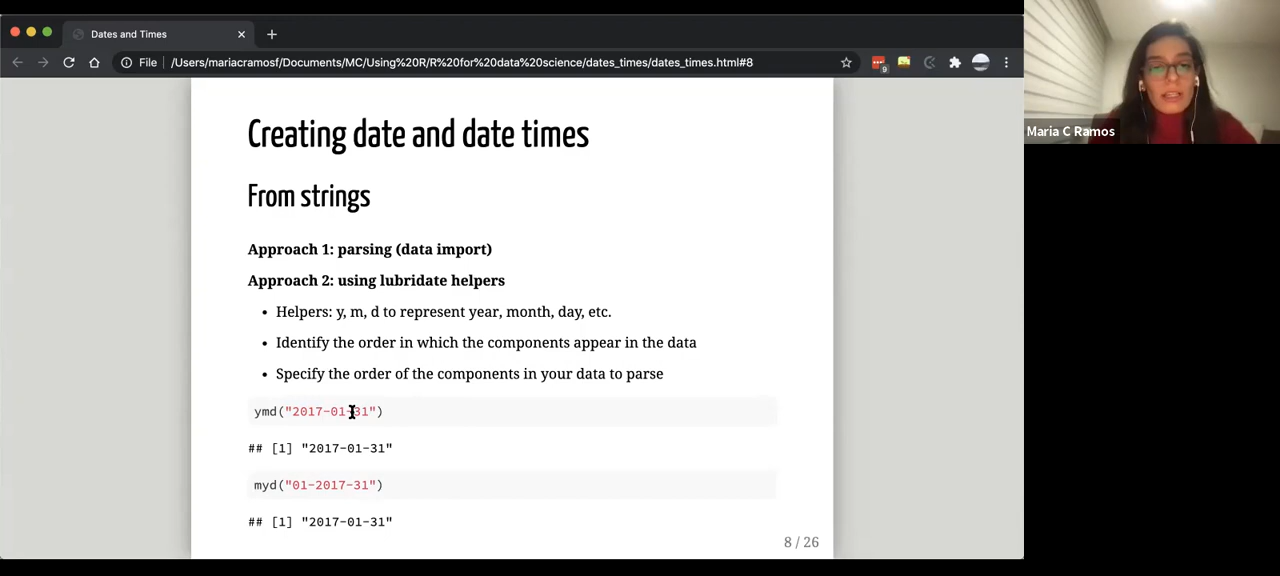 Dates and Times
File
/Users/mariacramosf/Documents/MC/Using%20R/R%20for%20data%20science/dates_times/dates_times.html#8
9
Maria C Ramos
Creating date and date times
From strings
Approach 1: parsing (data import)
Approach 2: using lubridate helpers
• Helpers: y, m, d to represent year, month, day, etc.
• Identify the order in which the components appear in the data
• Specify the order of the components in your data to parse
ymd("2017-01-31")
## [1] "2017-01-31"
myd("01-2017-31")
## [1] "2017-01-31"
8 / 26